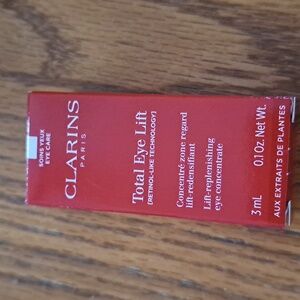 SOINS YEUX
EYE CARE
CLARINS
PARIS
Total Eye Lift
[RETINOL-LIKE TECHNOLOGY]
Concentré zone regard
lift-redensifiant
Lift-replenishing
eye concentrate
3 mL 0.1 Oz. Net Wt.
AUX EXTRAITS DE PLANTES